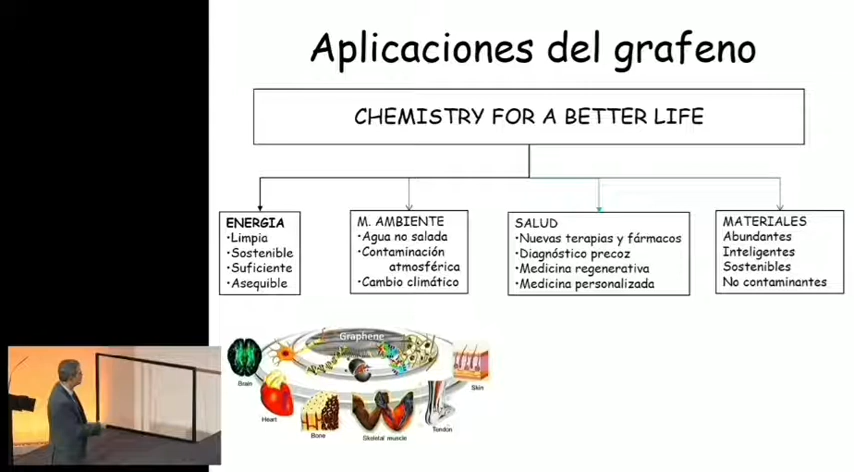 Aplicaciones del grafeno
CHEMISTRY FOR A BETTER LIFE
ENERGIA
•Limpia
•Sostenible
•Suficiente
•Asequible
M. AMBIENTE
•Agua no salada
•Contaminación
atmosférica
•Cambio climático
SALUD
•Nuevas terapias y fármacos
•Diagnóstico precoz
•Medicina regenerativa
•Medicina personalizada
MATERIALES
Abundantes
Inteligentes
Sostenibles
No contaminantes
Graphene
Brain
Heart
Bone
Skeletal muscle
Tendon
Skin